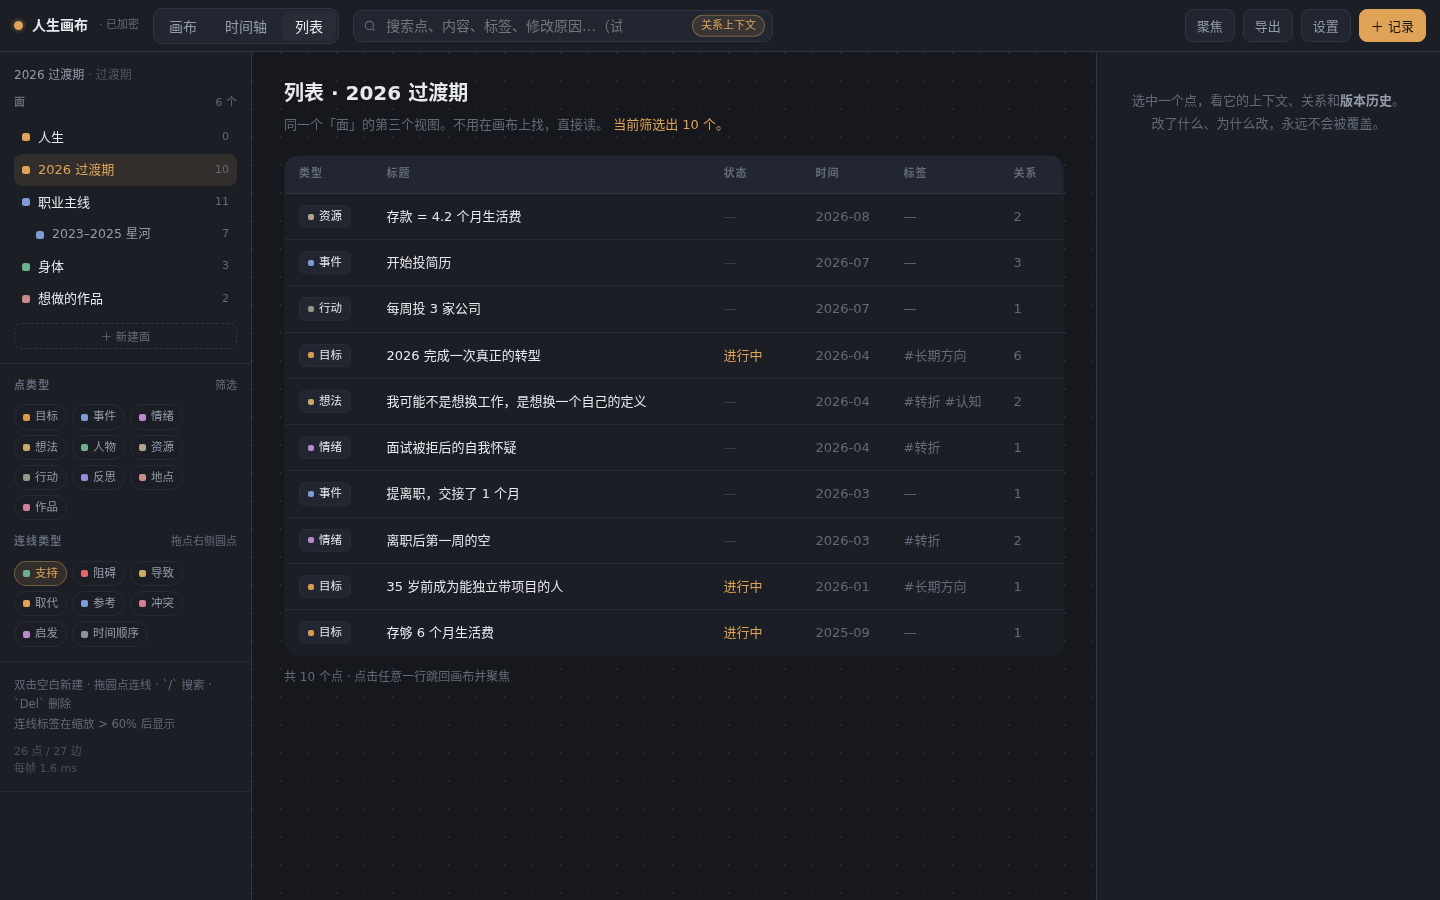 人生画布 · 已加密 画布 时间轴 列表 搜索点、内容、标签、修改原因…（试 关系上下文 聚焦 导出 设置 ＋ 记录
2026 过渡期 · 过渡期
面 6 个
人生 0
2026 过渡期 10
职业主线 11
2023–2025 星河 7
身体 3
想做的作品 2
＋ 新建面
点类型 筛选
目标 事件 情绪
想法 人物 资源
行动 反思 地点
作品
连线类型 拖点右侧圆点
支持 阻碍 导致
取代 参考 冲突
启发 时间顺序
双击空白新建 · 拖圆点连线 · `/` 搜索 ·
`Del` 删除
连线标签在缩放 > 60% 后显示
26 点 / 27 边
每帧 1.6 ms
列表 · 2026 过渡期
同一个「面」的第三个视图。不用在画布上找，直接读。 当前筛选出 10 个。
类型 标题 状态 时间 标签 关系
资源 存款 = 4.2 个月生活费 — 2026-08 — 2
事件 开始投简历 — 2026-07 — 3
行动 每周投 3 家公司 — 2026-07 — 1
目标 2026 完成一次真正的转型 进行中 2026-04 #长期方向 6
想法 我可能不是想换工作，是想换一个自己的定义 — 2026-04 #转折 #认知 2
情绪 面试被拒后的自我怀疑 — 2026-04 #转折 1
事件 提离职，交接了 1 个月 — 2026-03 — 1
情绪 离职后第一周的空 — 2026-03 #转折 2
目标 35 岁前成为能独立带项目的人 进行中 2026-01 #长期方向 1
目标 存够 6 个月生活费 进行中 2025-09 — 1
共 10 个点 · 点击任意一行跳回画布并聚焦
选中一个点，看它的上下文、关系和版本历史。
改了什么、为什么改，永远不会被覆盖。